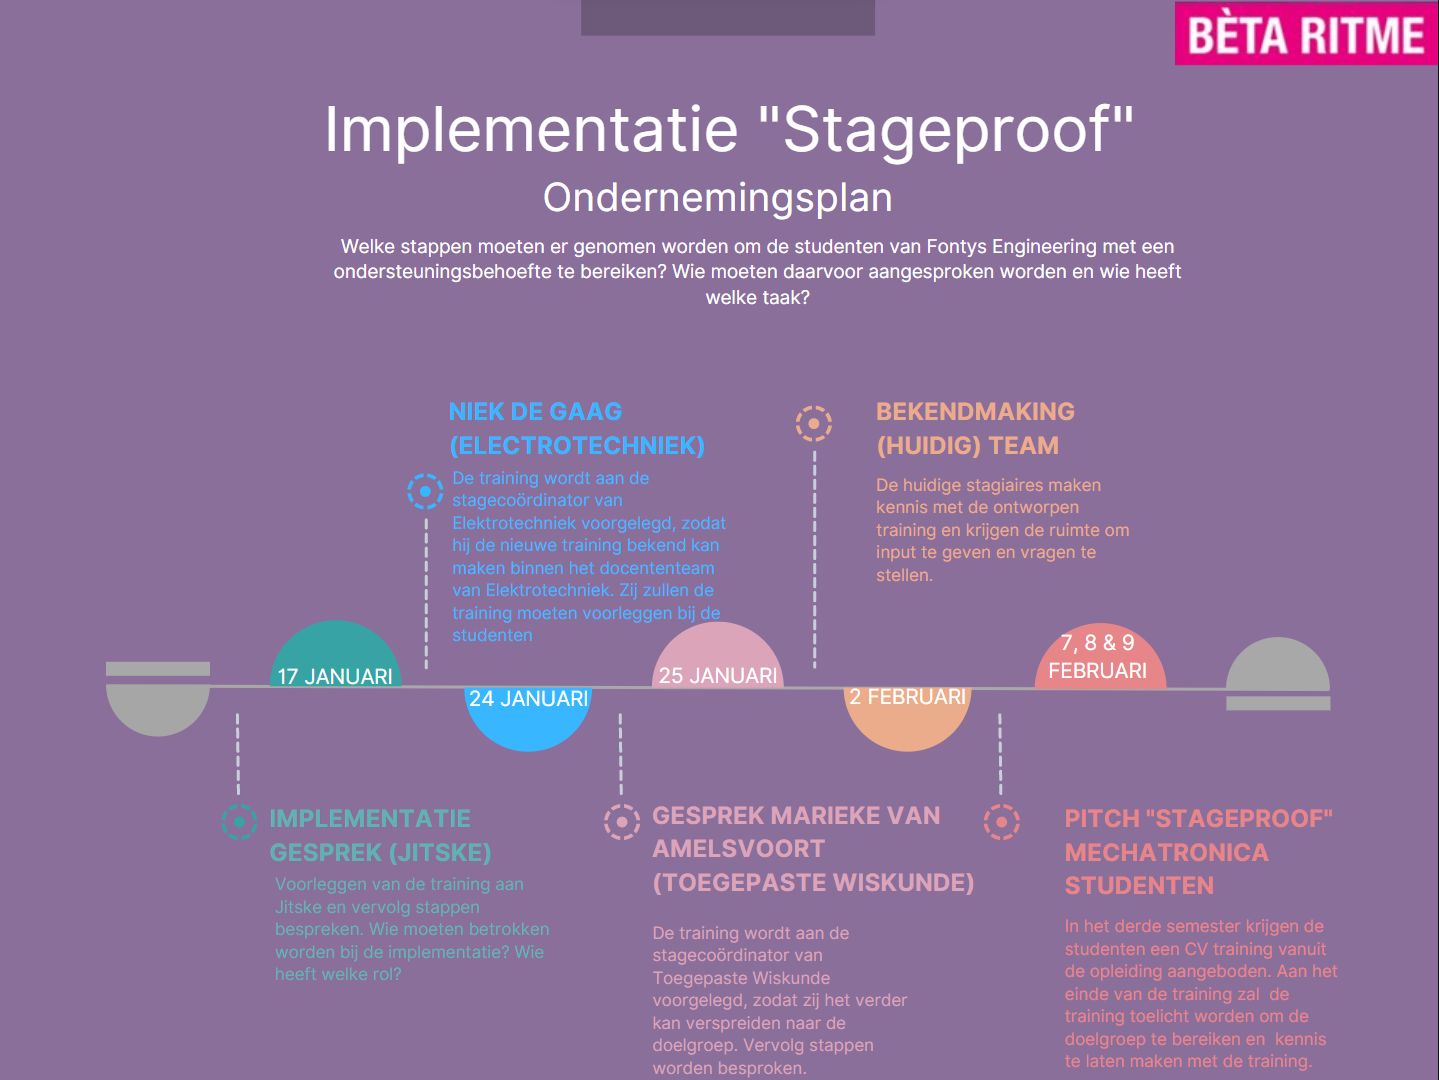 BÈTA RITME
Implementatie "Stageproof"
Ondernemingsplan
Welke stappen moeten er genomen worden om de studenten van Fontys Engineering met een
ondersteuningsbehoefte te bereiken? Wie moeten daarvoor aangesproken worden en wie heeft
welke taak?
NIEK DE GAAG
(ELECTROTECHNIEK)
De training wordt aan de
stagecoördinator van
Elektrotechniek voorgelegd, zodat
hij de nieuwe training bekend kan
maken binnen het docententeam
van Elektrotechniek. Zij zullen de
training moeten voorleggen bij de
studenten
BEKENDMAKING
(HUIDIG) TEAM
De huidige stagiaires maken
kennis met de ontworpen
training en krijgen de ruimte om
input te geven en vragen te
stellen.
17 JANUARI
24 JANUARI
25 JANUARI
2 FEBRUARI
7, 8 & 9
FEBRUARI
IMPLEMENTATIE
GESPREK (JITSKE)
Voorleggen van de training aan
Jitske en vervolg stappen
bespreken. Wie moeten betrokken
worden bij de implementatie? Wie
heeft welke rol?
GESPREK MARIEKE VAN
AMELSVOORT
(TOEGEPASTE WISKUNDE)
De training wordt aan de
stagecoördinator van
Toegepaste Wiskunde
voorgelegd, zodat zij het verder
kan verspreiden naar de
doelgroep. Vervolg stappen
worden besproken.
PITCH "STAGEPROOF"
MECHATRONICA
STUDENTEN
In het derde semester krijgen de
studenten een CV training vanuit
de opleiding aangeboden. Aan het
einde van de training zal  de
training toelicht worden om de
doelgroep te bereiken en  kennis
te laten maken met de training.